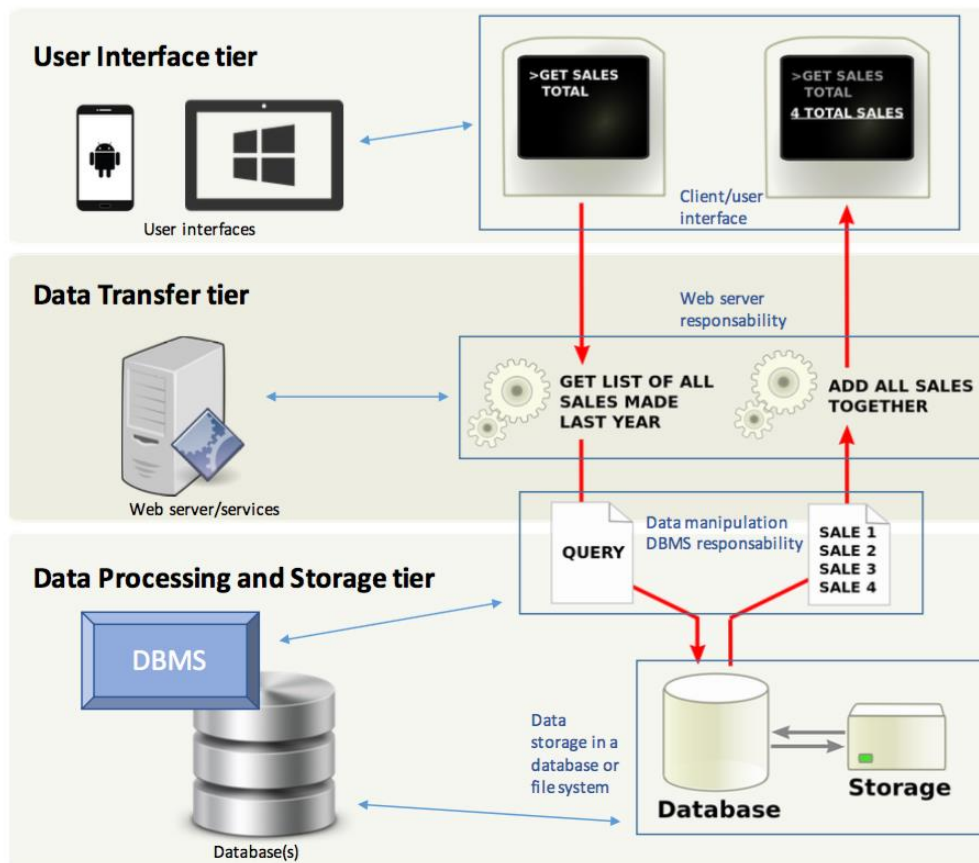 User Interface tier
User interfaces
>GET SALES
TOTAL
>GET SALES
TOTAL
4 TOTAL SALES
Client/user
interface
Data Transfer tier
Web server/services
Web server
responsability
GET LIST OF ALL
SALES MADE
LAST YEAR
ADD ALL SALES
TOGETHER
Data Processing and Storage tier
QUERY
Data manipulation
DBMS responsability
SALE 1
SALE 2
SALE 3
SALE 4
DBMS
Database(s)
Data
storage in a
database or
file system
Database
Storage